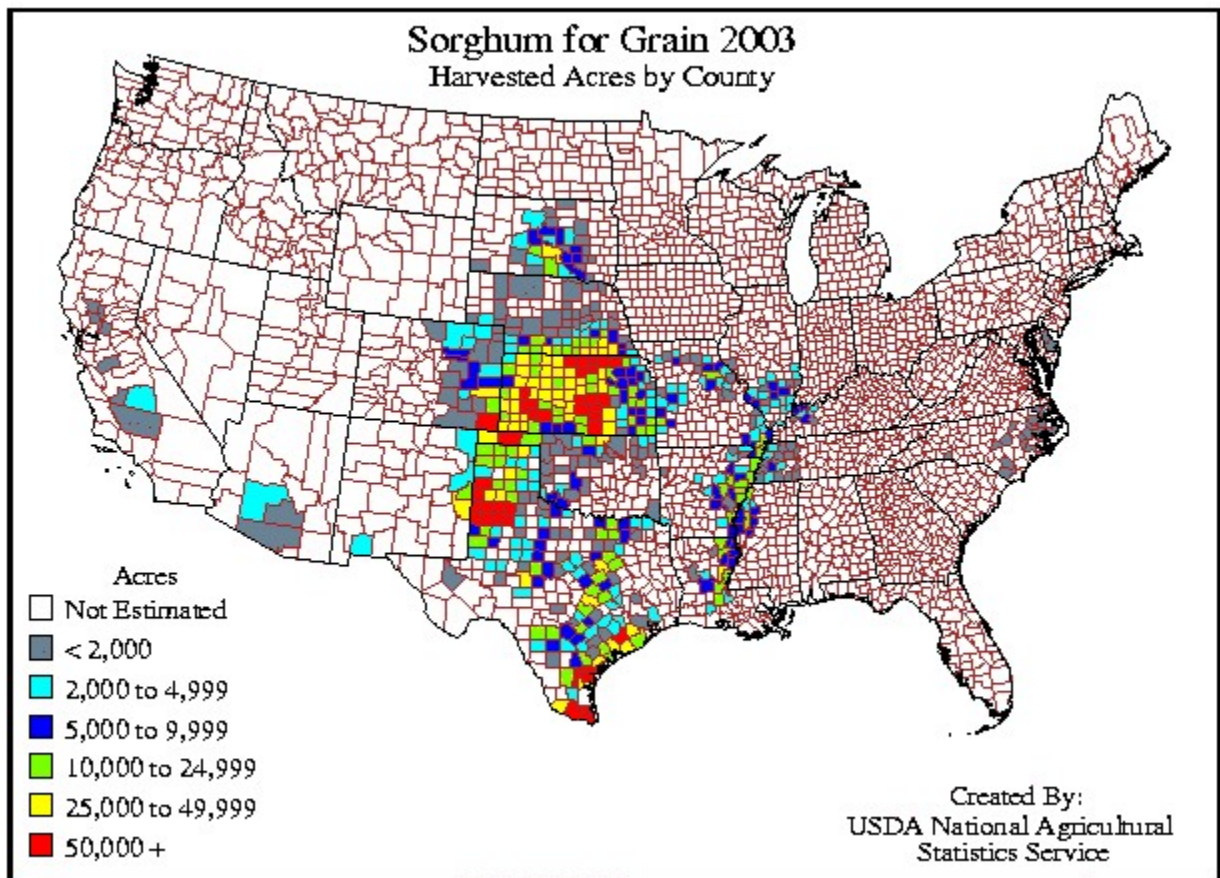 Sorghum for Grain 2003
Harvested Acres by County
Acres
Not Estimated
< 2,000
2,000 to 4,999
5,000 to 9,999
10,000 to 24,999
25,000 to 49,999
50,000 +
Created By:
USDA National Agricultural
Statistics Service